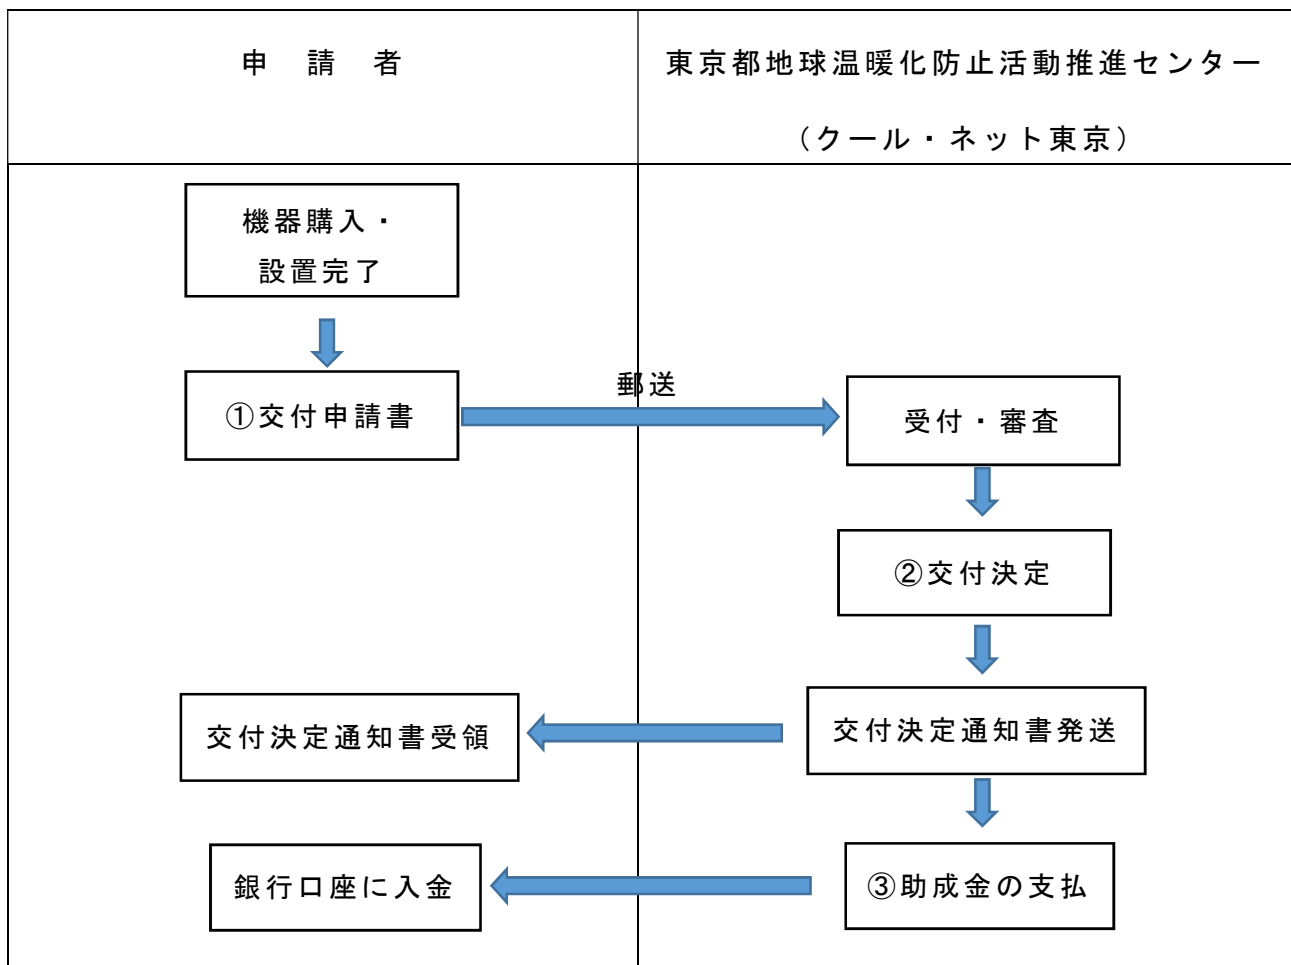 申　請　者
東京都地球温暖化防止活動推進センター
（クール・ネット東京）
機器購入・
設置完了
①交付申請書
郵送
受付・審査
②交付決定
交付決定通知書発送
交付決定通知書受領
③助成金の支払
銀行口座に入金